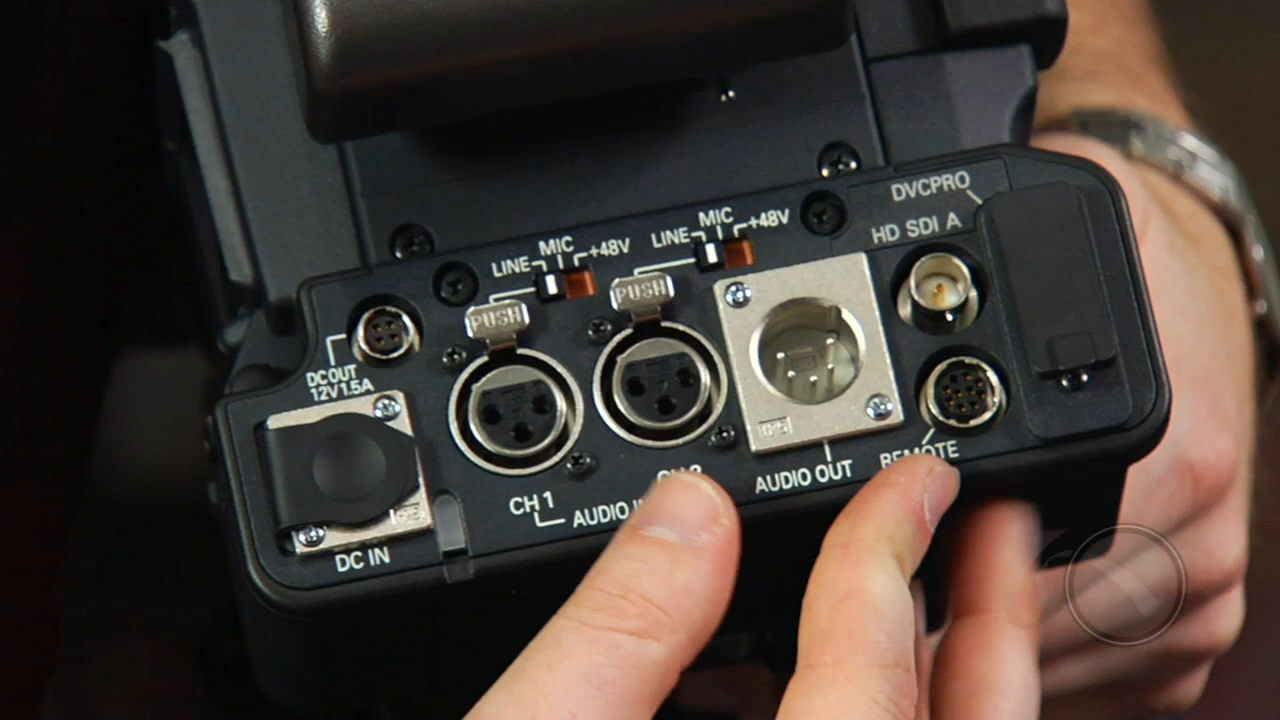 DVCPRO
HD SDI A
MIC
LINE
+48V
MIC
LINE
+48V
PUSH
PUSH
DC OUT
12V 1.5A
REMOTE
AUDIO OUT
CH 1
AUDIO
DC IN